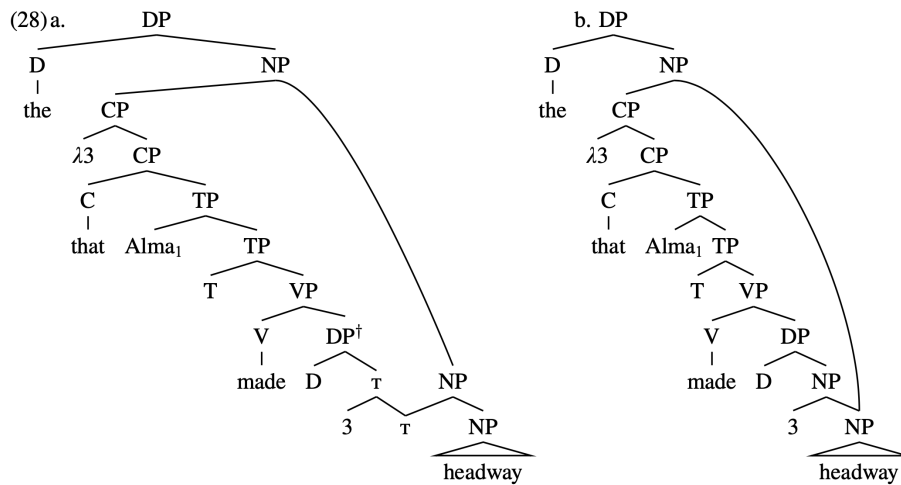 (28) a. DP b. DP
D NP D NP
the CP the CP
λ3 CP λ3 CP
C TP C TP
that Alma₁ TP that Alma₁ TP
T VP T VP
V DP† V DP
made D T NP made D NP
3 T NP 3 NP
headway headway